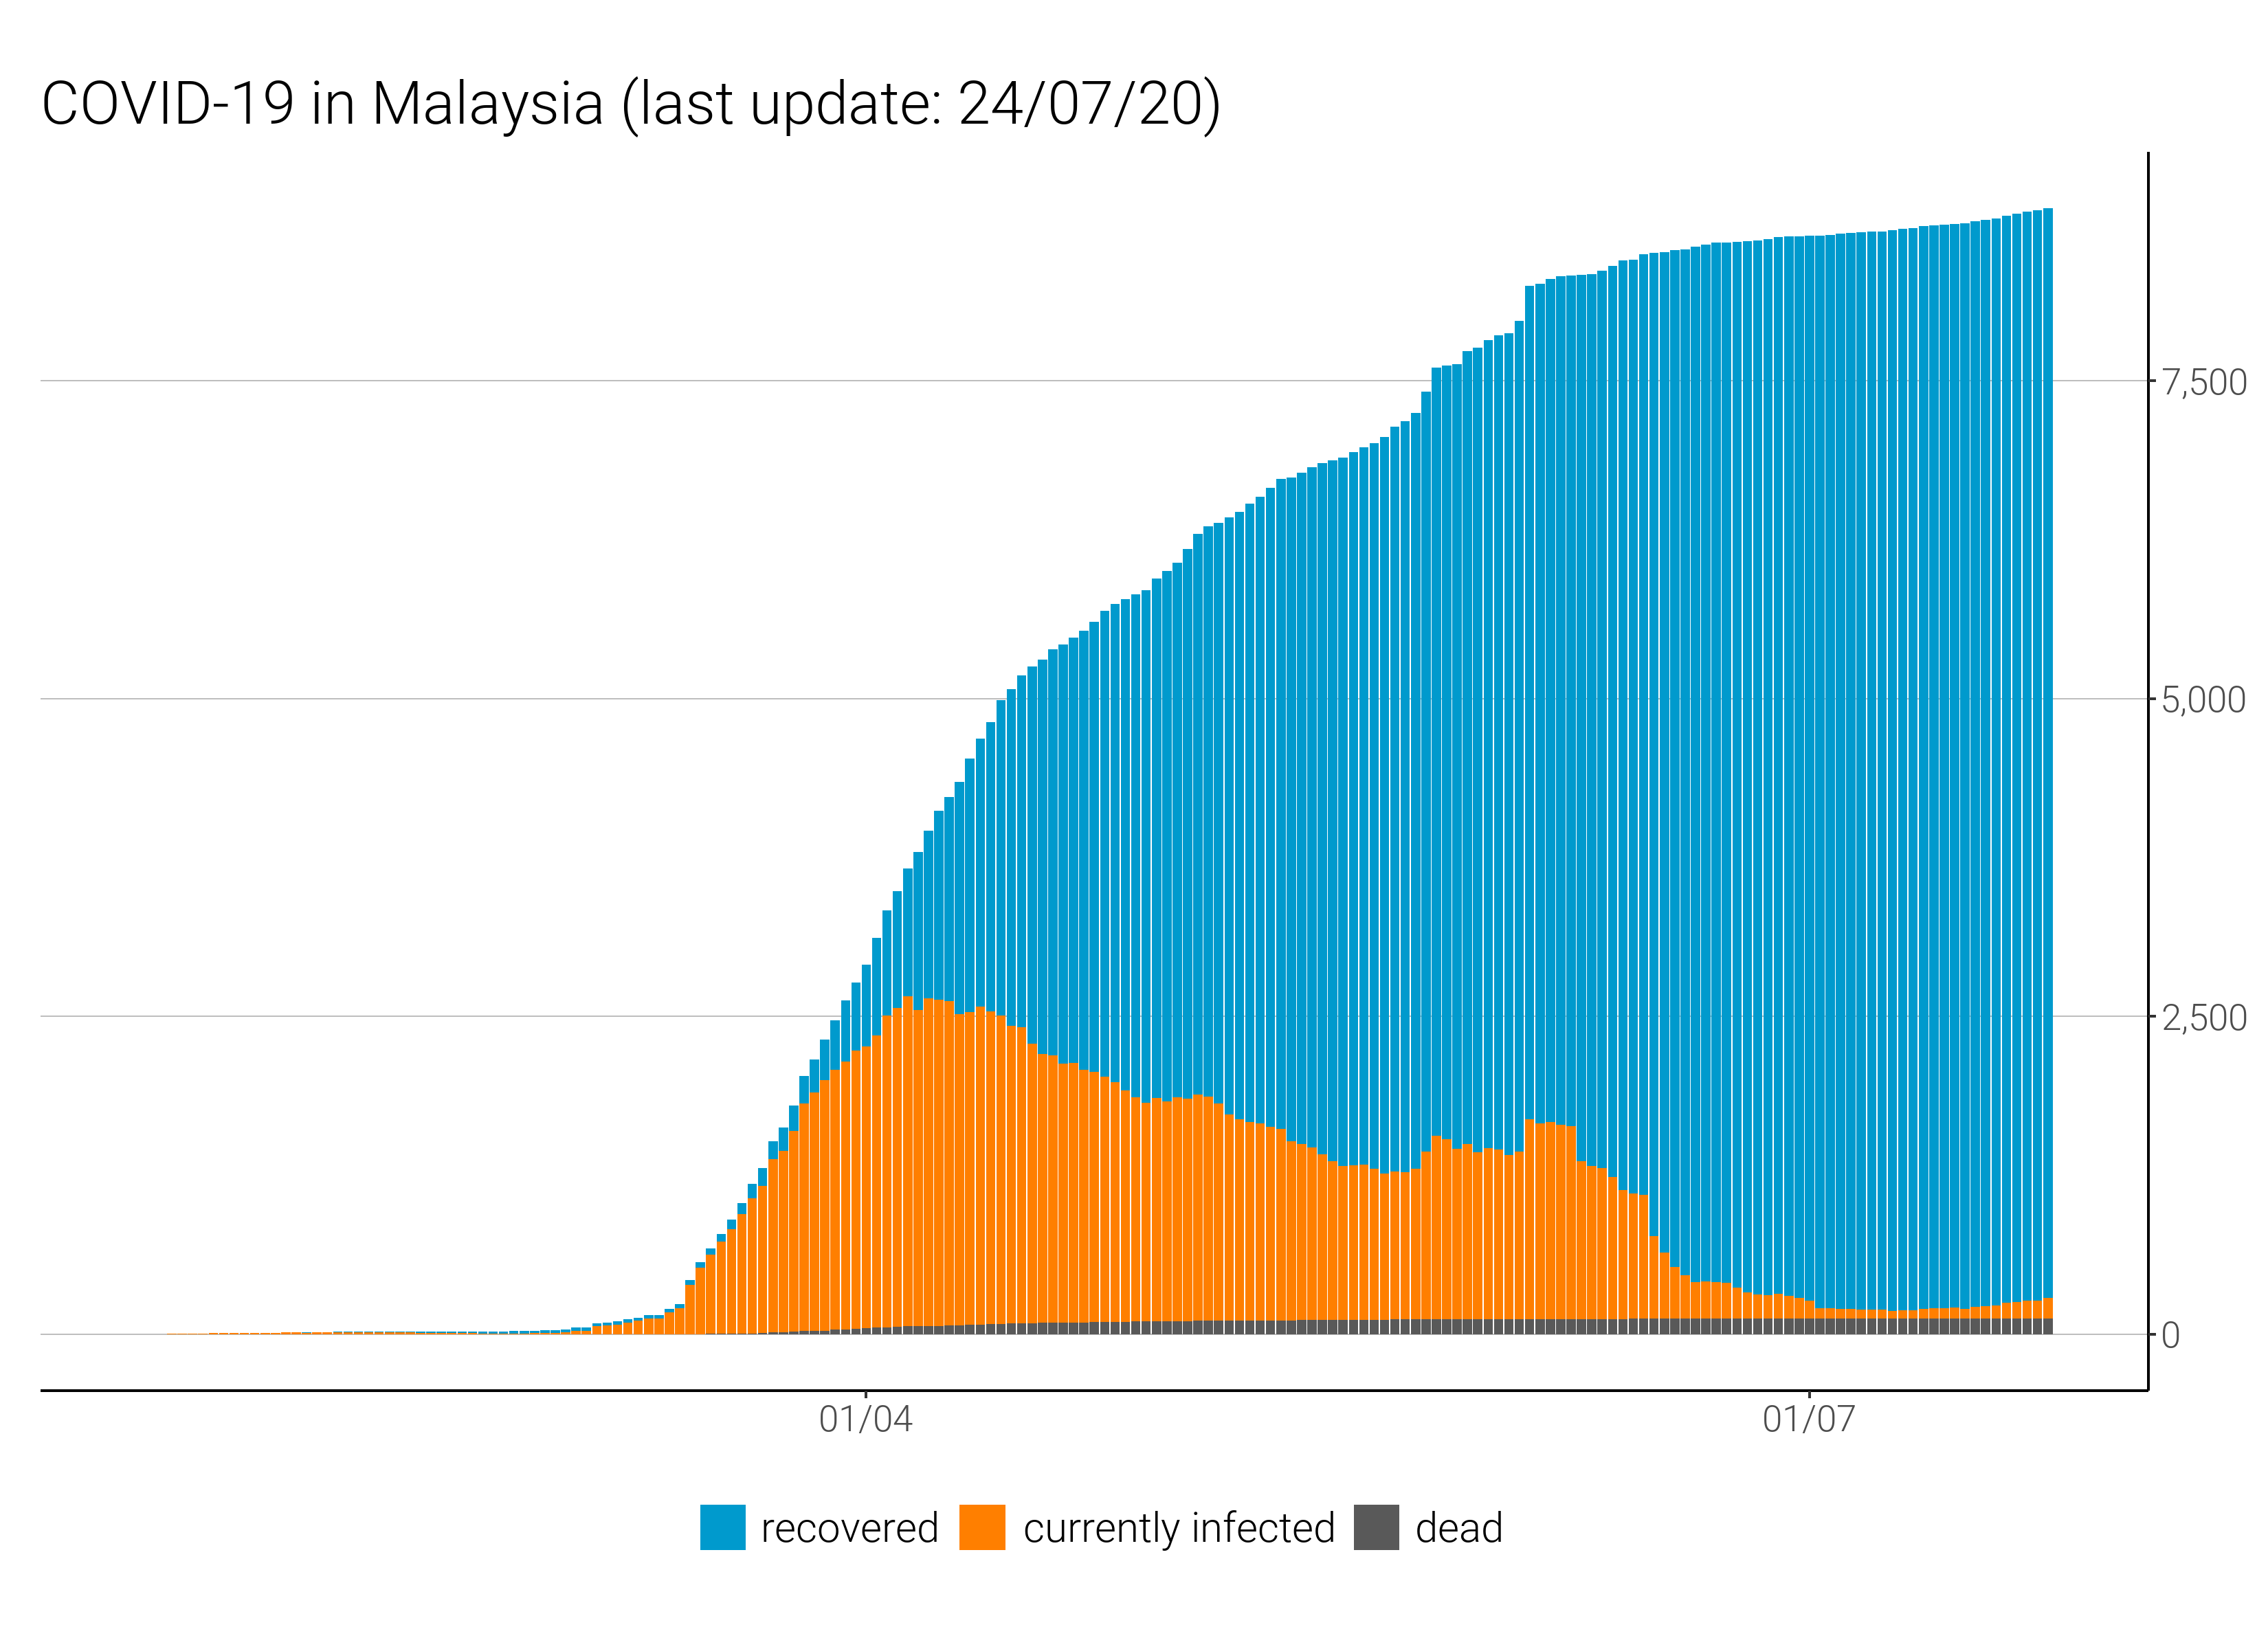 COVID-19 in Malaysia (last update: 24/07/20)
7,500
5,000
2,500
0
01/04 01/07
recovered currently infected dead